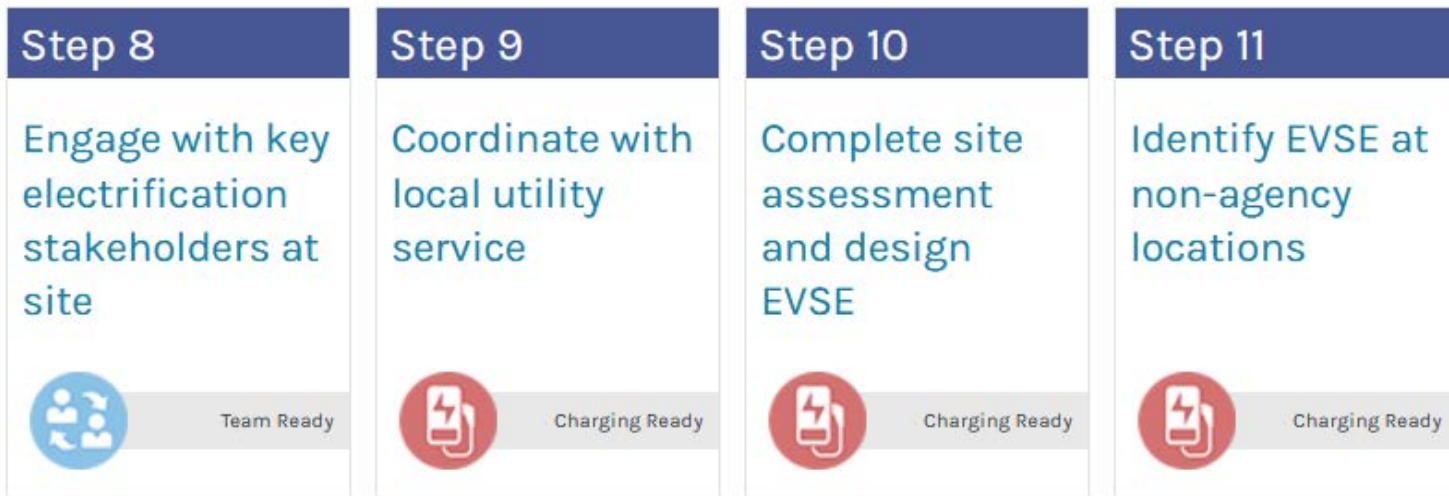 Step 8
Engage with key
electrification
stakeholders at
site
Team Ready
Step 9
Coordinate with
local utility
service
Charging Ready
Step 10
Complete site
assessment
and design
EVSE
Charging Ready
Step 11
Identify EVSE at
non-agency
locations
Charging Ready